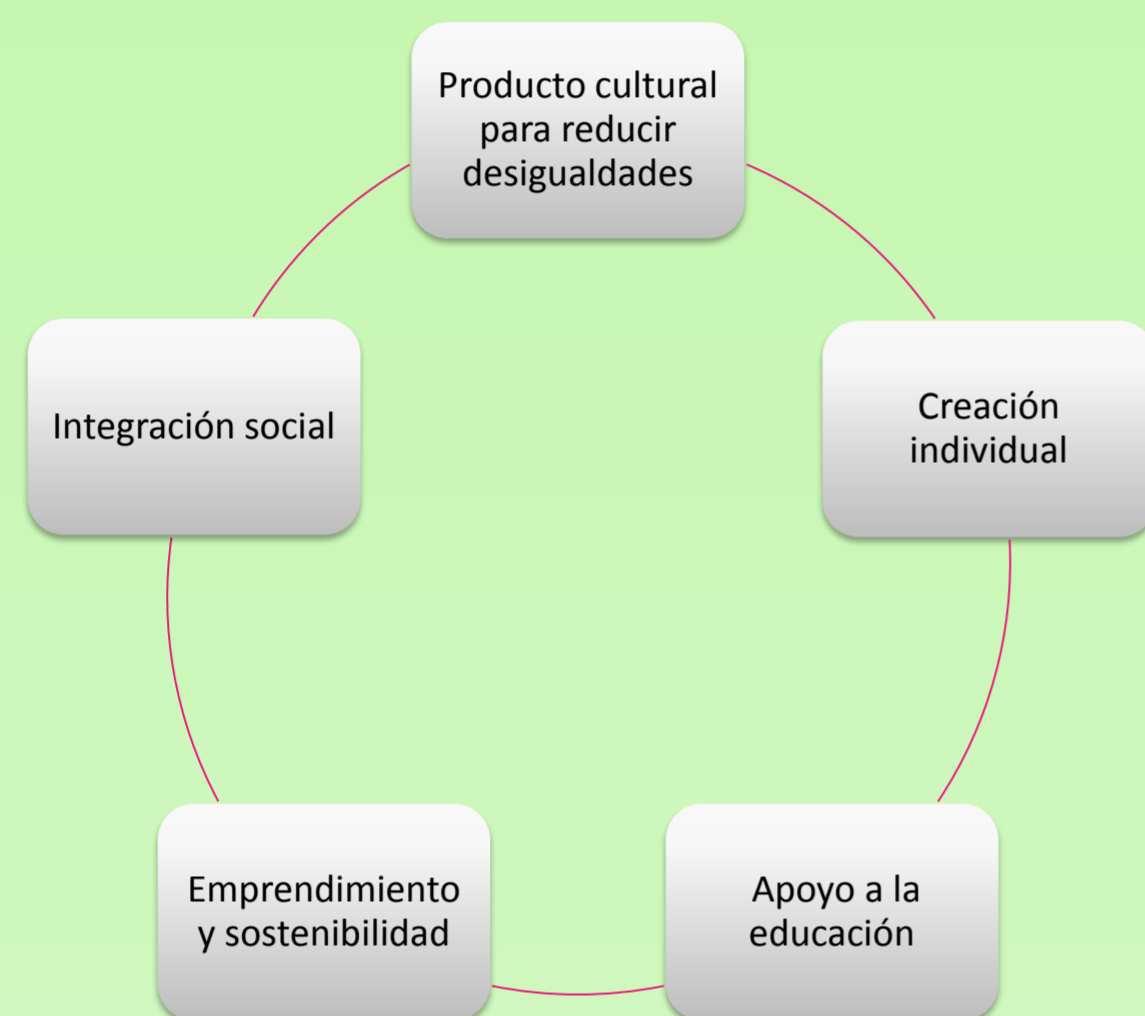 Producto cultural
para reducir
desigualdades
Integración social
Creación
individual
Emprendimiento
y sostenibilidad
Apoyo a la
educación